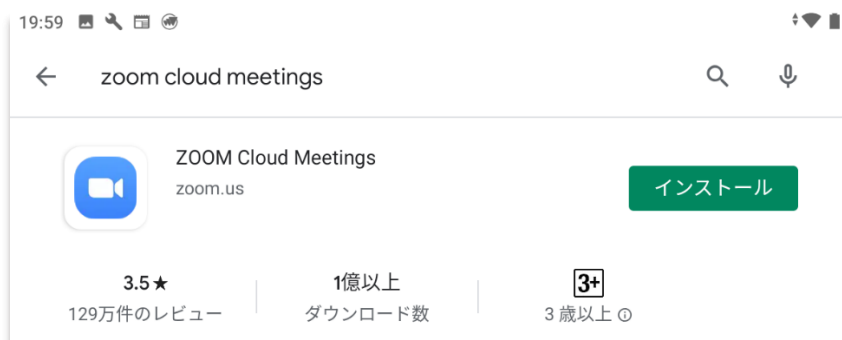 19:59
zoom cloud meetings
ZOOM Cloud Meetings
zoom.us
インストール
3.5★
129万件のレビュー
1億以上
ダウンロード数
3+
3 歳以上